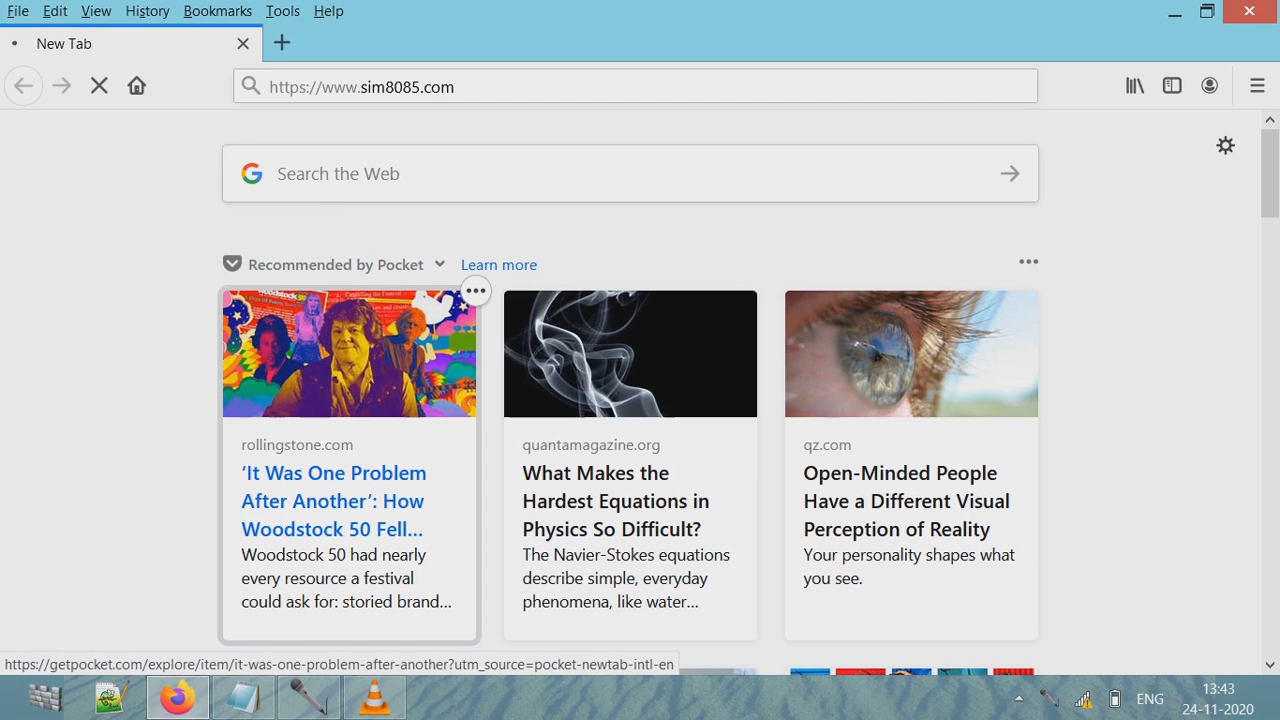 File Edit View History Bookmarks Tools Help
New Tab
https://www.sim8085.com
Search the Web
Recommended by Pocket Learn more
rollingstone.com
‘It Was One Problem
After Another’: How
Woodstock 50 Fell...
Woodstock 50 had nearly
every resource a festival
could ask for: storied brand...
quantamagazine.org
What Makes the
Hardest Equations in
Physics So Difficult?
The Navier-Stokes equations
describe simple, everyday
phenomena, like water...
qz.com
Open-Minded People
Have a Different Visual
Perception of Reality
Your personality shapes what
you see.
https://getpocket.com/explore/item/it-was-one-problem-after-another?utm_source=pocket-newtab-intl-en
ENG
13:43
24-11-2020